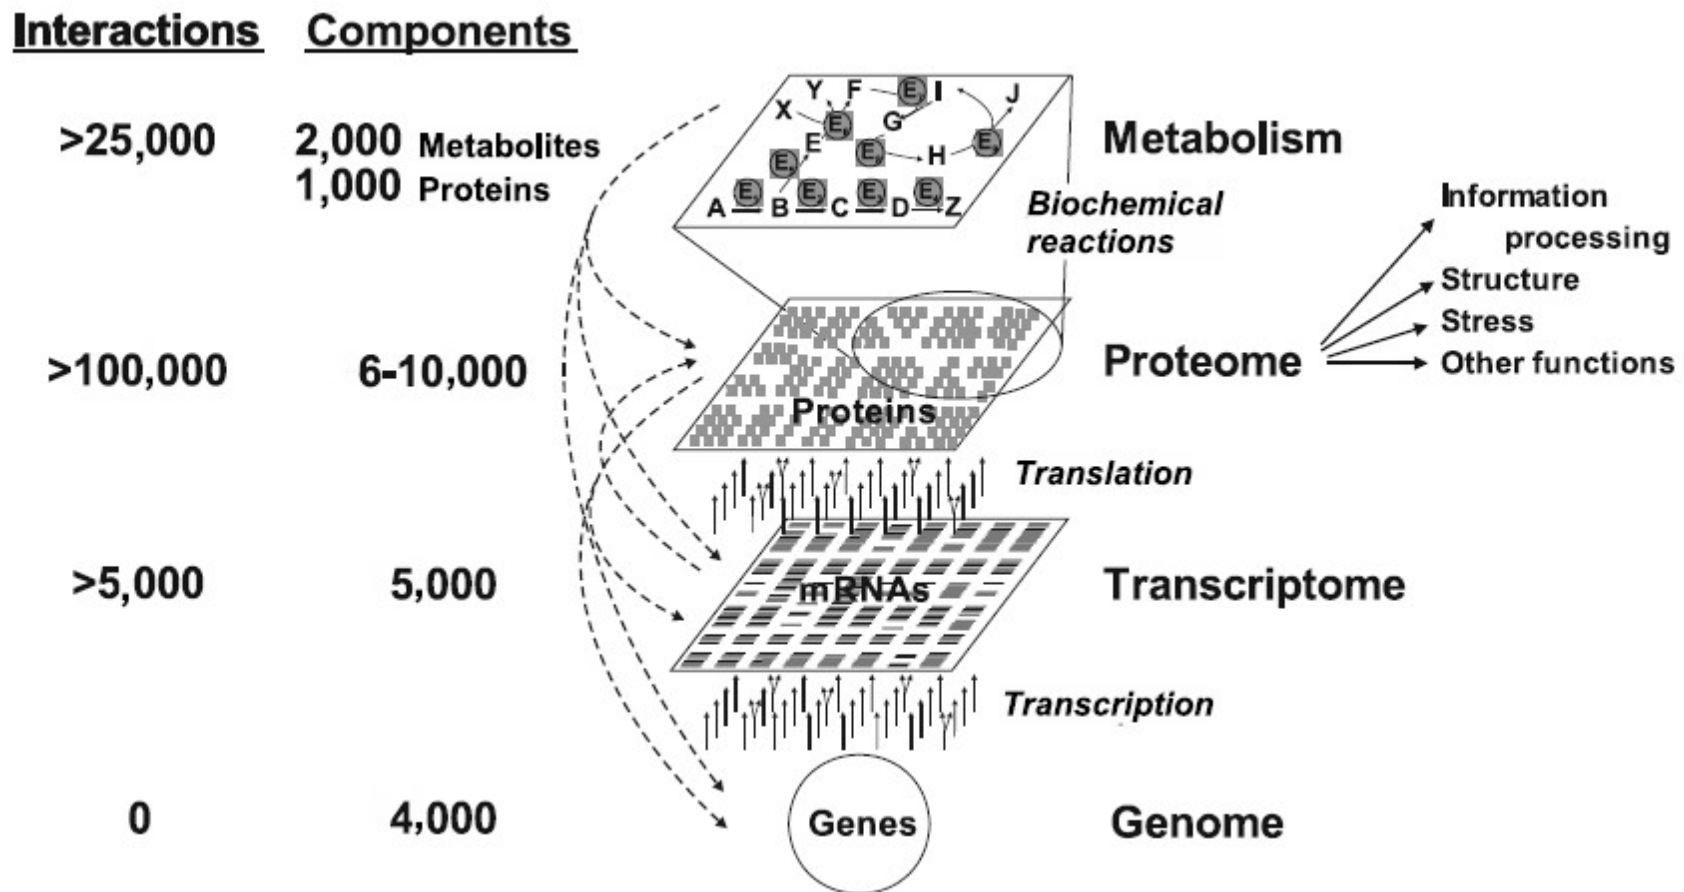 Interactions Components
>25,000
2,000 Metabolites
1,000 Proteins
Y F E I J
X E G
E E H E
E
E E E E
A B C D Z
Metabolism
Biochemical
reactions
Information
processing
Structure
Stress
Other functions
>100,000
6-10,000
Proteins
Proteome
Translation
>5,000
5,000
mRNAs
Transcriptome
Transcription
0
4,000
Genes
Genome